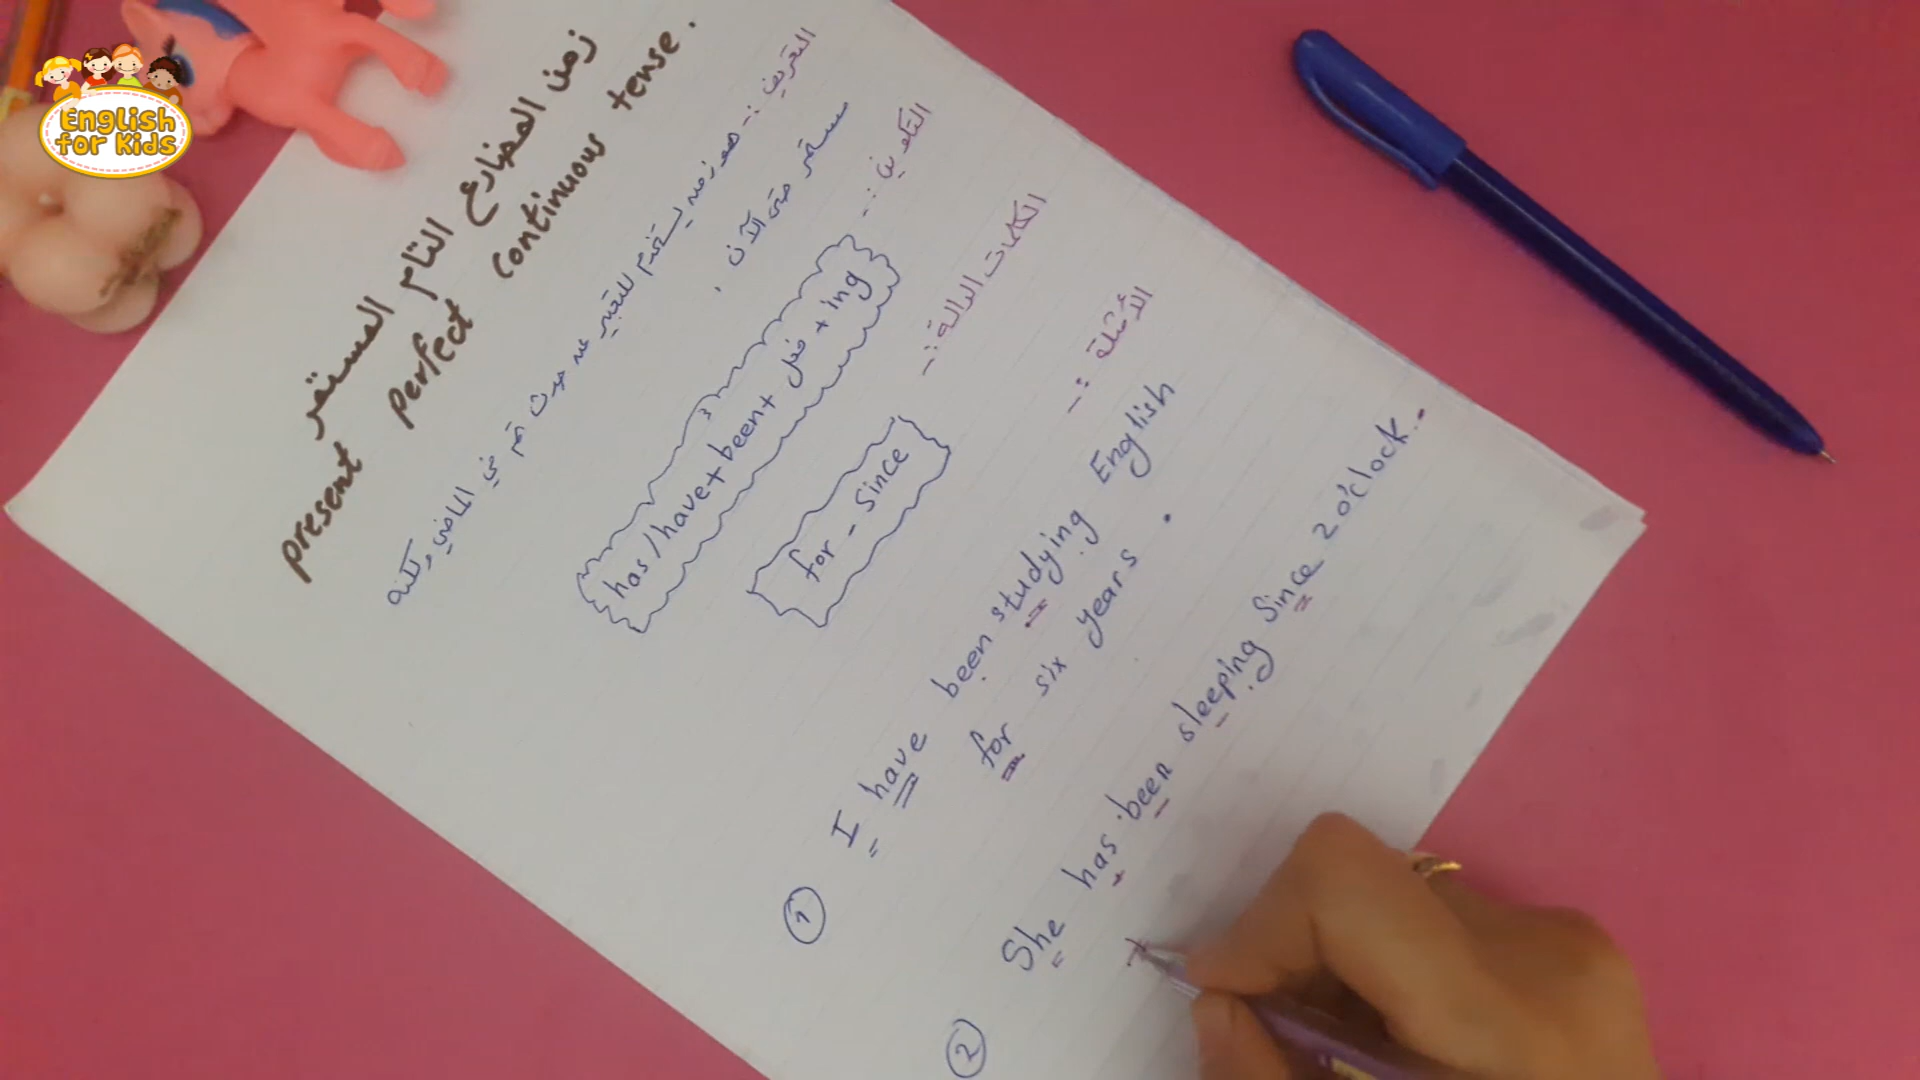 English
for Kids
زمن المضارع التام المستمر
present perfect continuous tense.
التعريف :- هو زمن يستخدم للتعبير عن حدث تم في الماضي ولكنه
مستمر حتى الآن .
التكوين :-
has / have + been + فعل + ing
الكلمات الدالة :-
for - since
الأمثلة :-
1 I have been studying English
for six years .
2 She has been sleeping Since 2 o'clock.